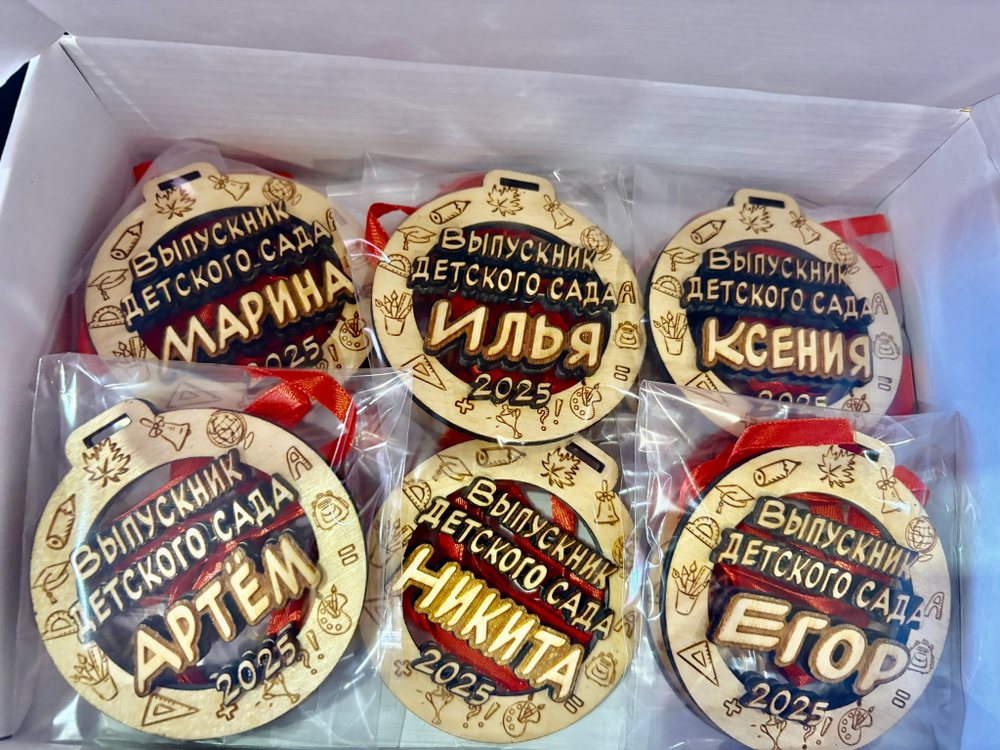 Выпускник
детского сада
Марина
2025
Выпускник
детского сада
Илья
2025
Выпускник
детского сада
Ксения
2025
Выпускник
детского сада
Артём
2025
Выпускник
детского сада
Никита
2025
Выпускник
детского сада
Егор
2025